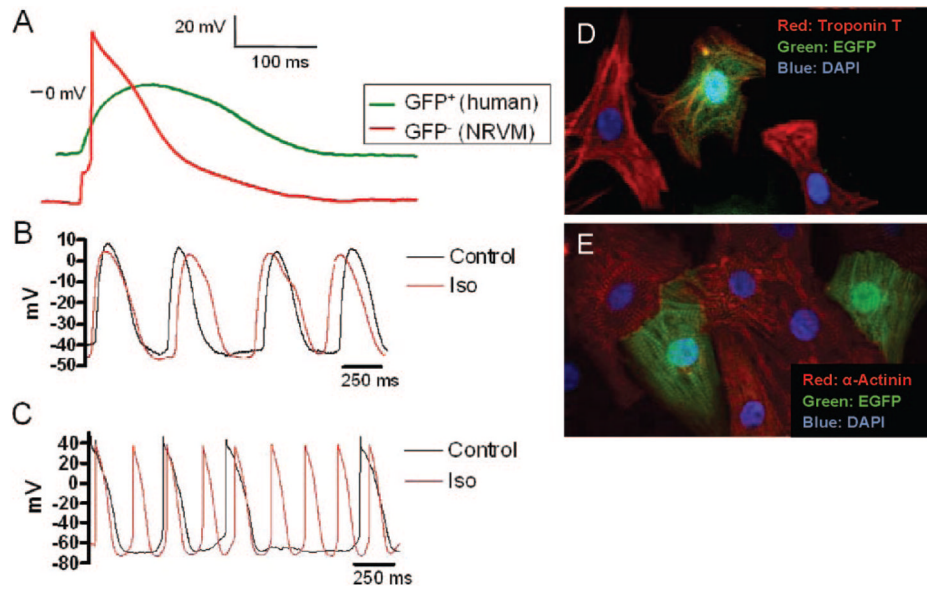 A
20 mV
100 ms
−0 mV
GFP⁺ (human)
GFP⁻ (NRVM)
B
10
0
-10
-20
-30
-40
-50
mV
Control
Iso
250 ms
C
40
20
0
-20
-40
-60
-80
mV
Control
Iso
250 ms
D
Red: Troponin T
Green: EGFP
Blue: DAPI
E
Red: α-Actinin
Green: EGFP
Blue: DAPI